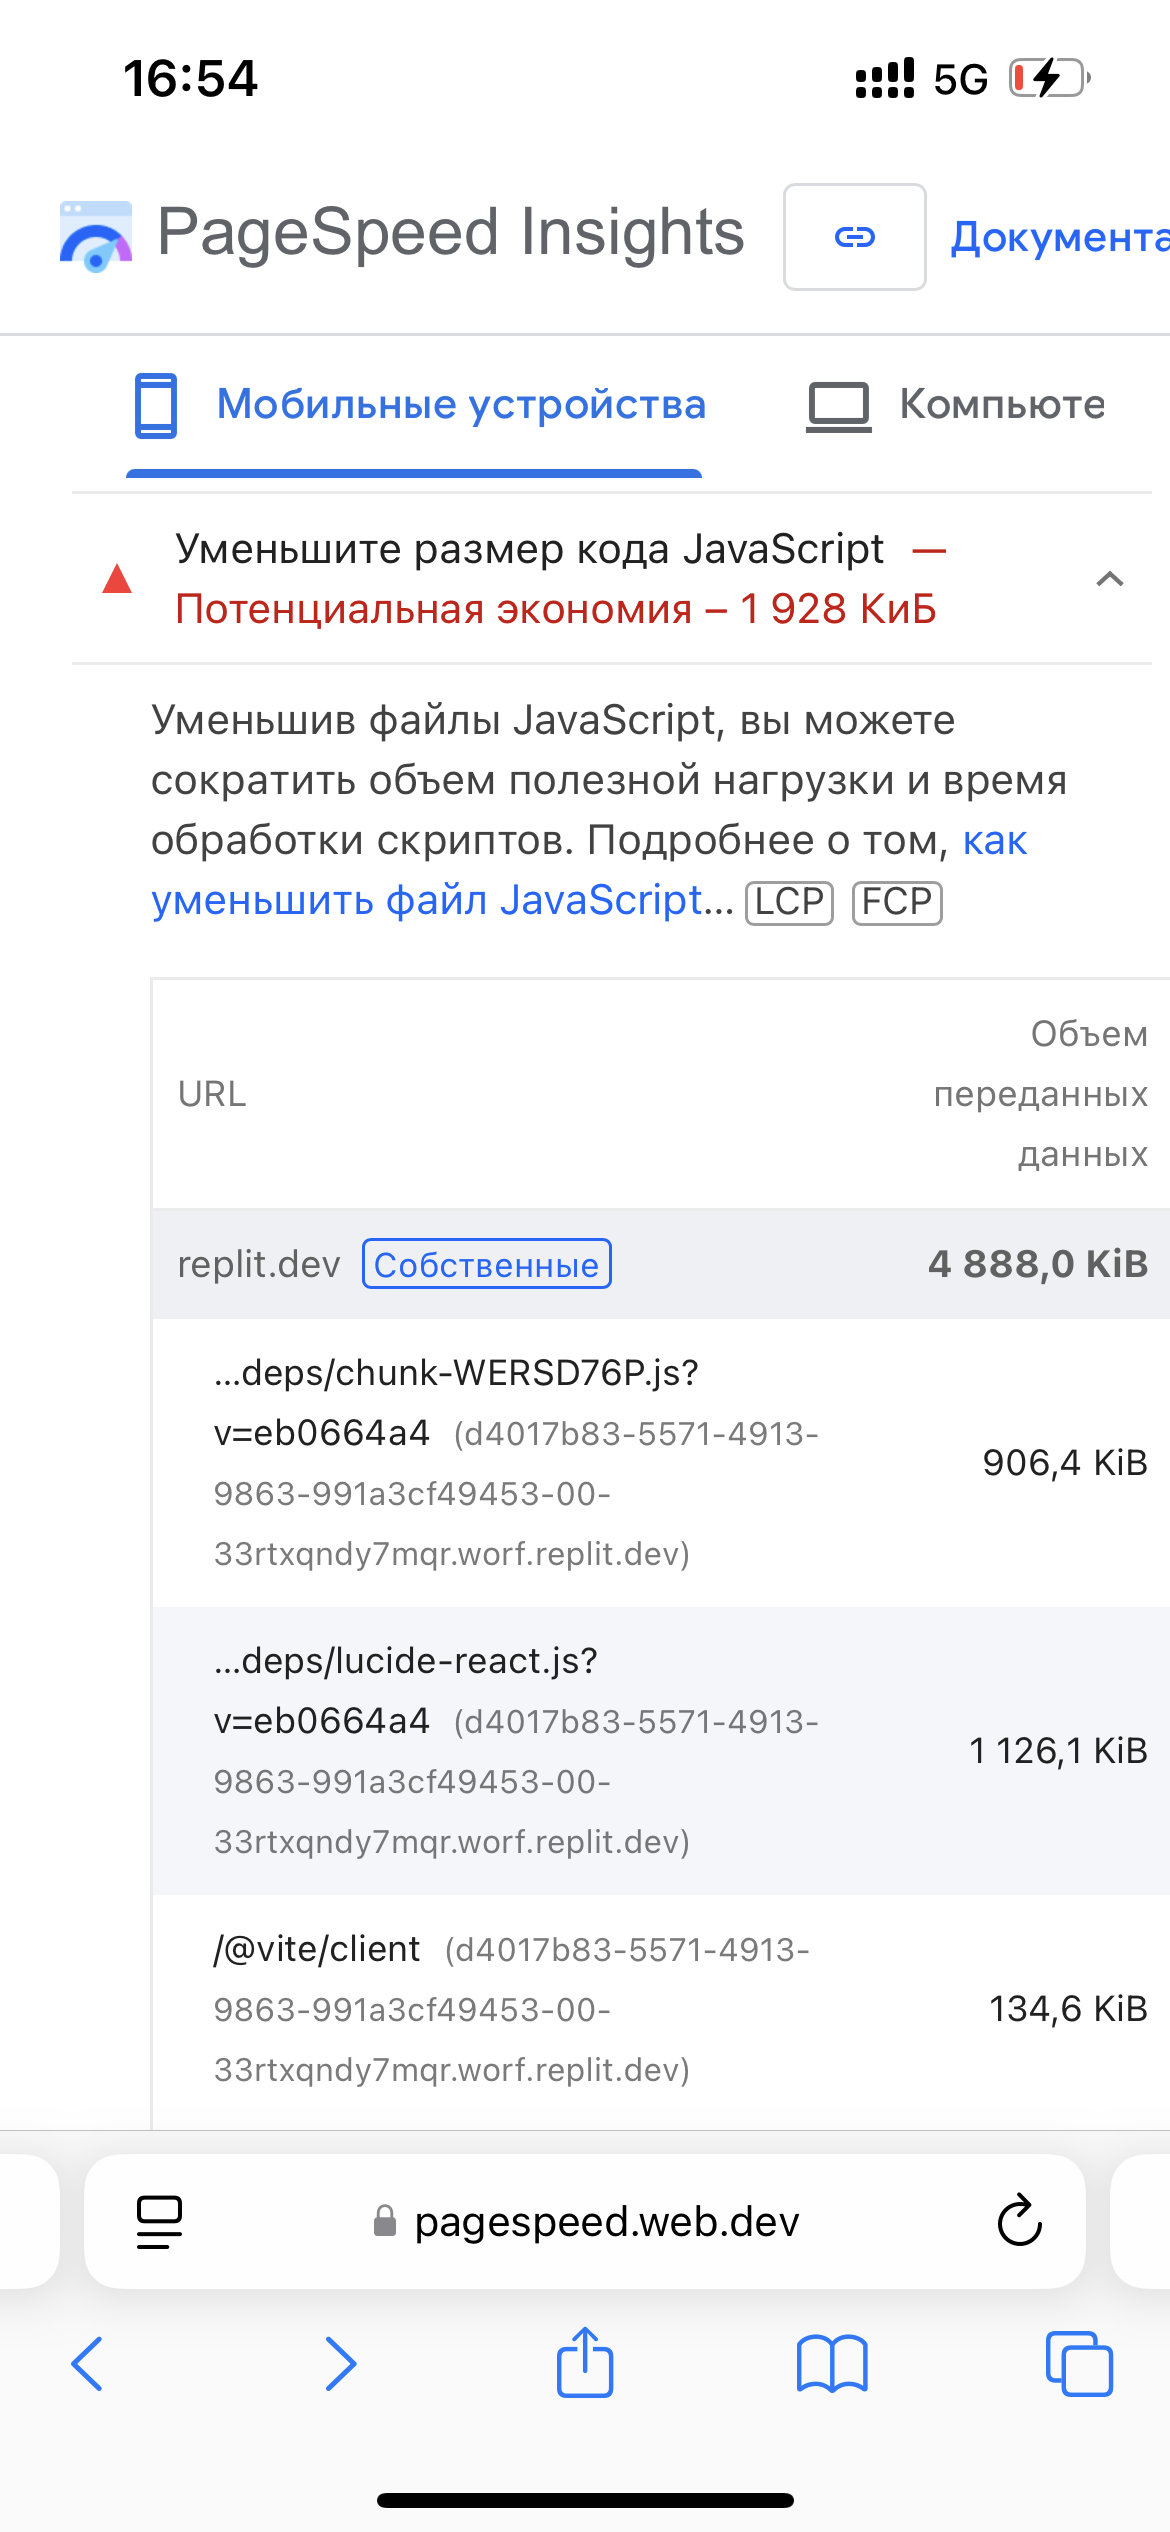 16:54
5G
PageSpeed Insights
Документа
Мобильные устройства
Компьюте
Уменьшите размер кода JavaScript —
Потенциальная экономия – 1 928 КиБ
Уменьшив файлы JavaScript, вы можете
сократить объем полезной нагрузки и время
обработки скриптов. Подробнее о том, как
уменьшить файл JavaScript... LCP FCP
URL
Объем
переданных
данных
replit.dev Собственные 4 888,0 KiB
...deps/chunk-WERSD76P.js?
v=eb0664a4 (d4017b83-5571-4913-
9863-991a3cf49453-00-
33rtxqndy7mqr.worf.replit.dev)
906,4 KiB
...deps/lucide-react.js?
v=eb0664a4 (d4017b83-5571-4913-
9863-991a3cf49453-00-
33rtxqndy7mqr.worf.replit.dev)
1 126,1 KiB
/@vite/client (d4017b83-5571-4913-
9863-991a3cf49453-00-
33rtxqndy7mqr.worf.replit.dev)
134,6 KiB
pagespeed.web.dev